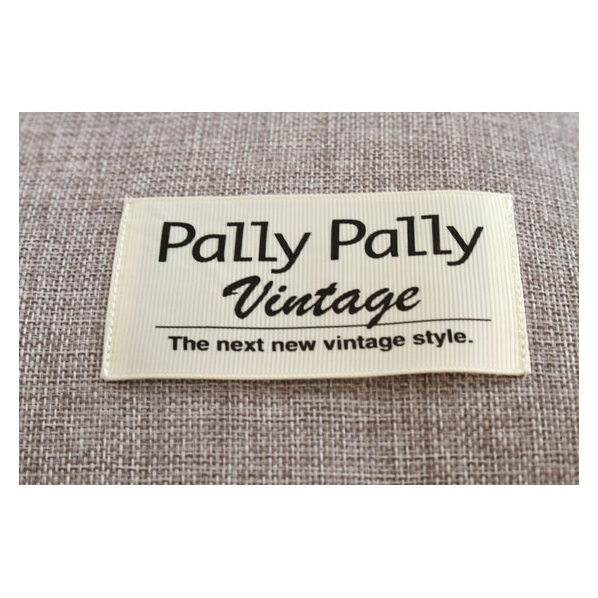 Pally Pally
Vintage
The next new vintage style.